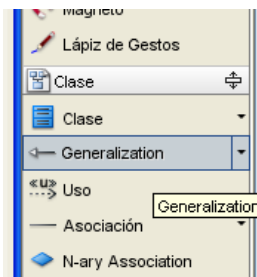 Magneto
Lápiz de Gestos
Clase
Clase
Generalization
«U» Uso
Generalization
Asociación
N-ary Association